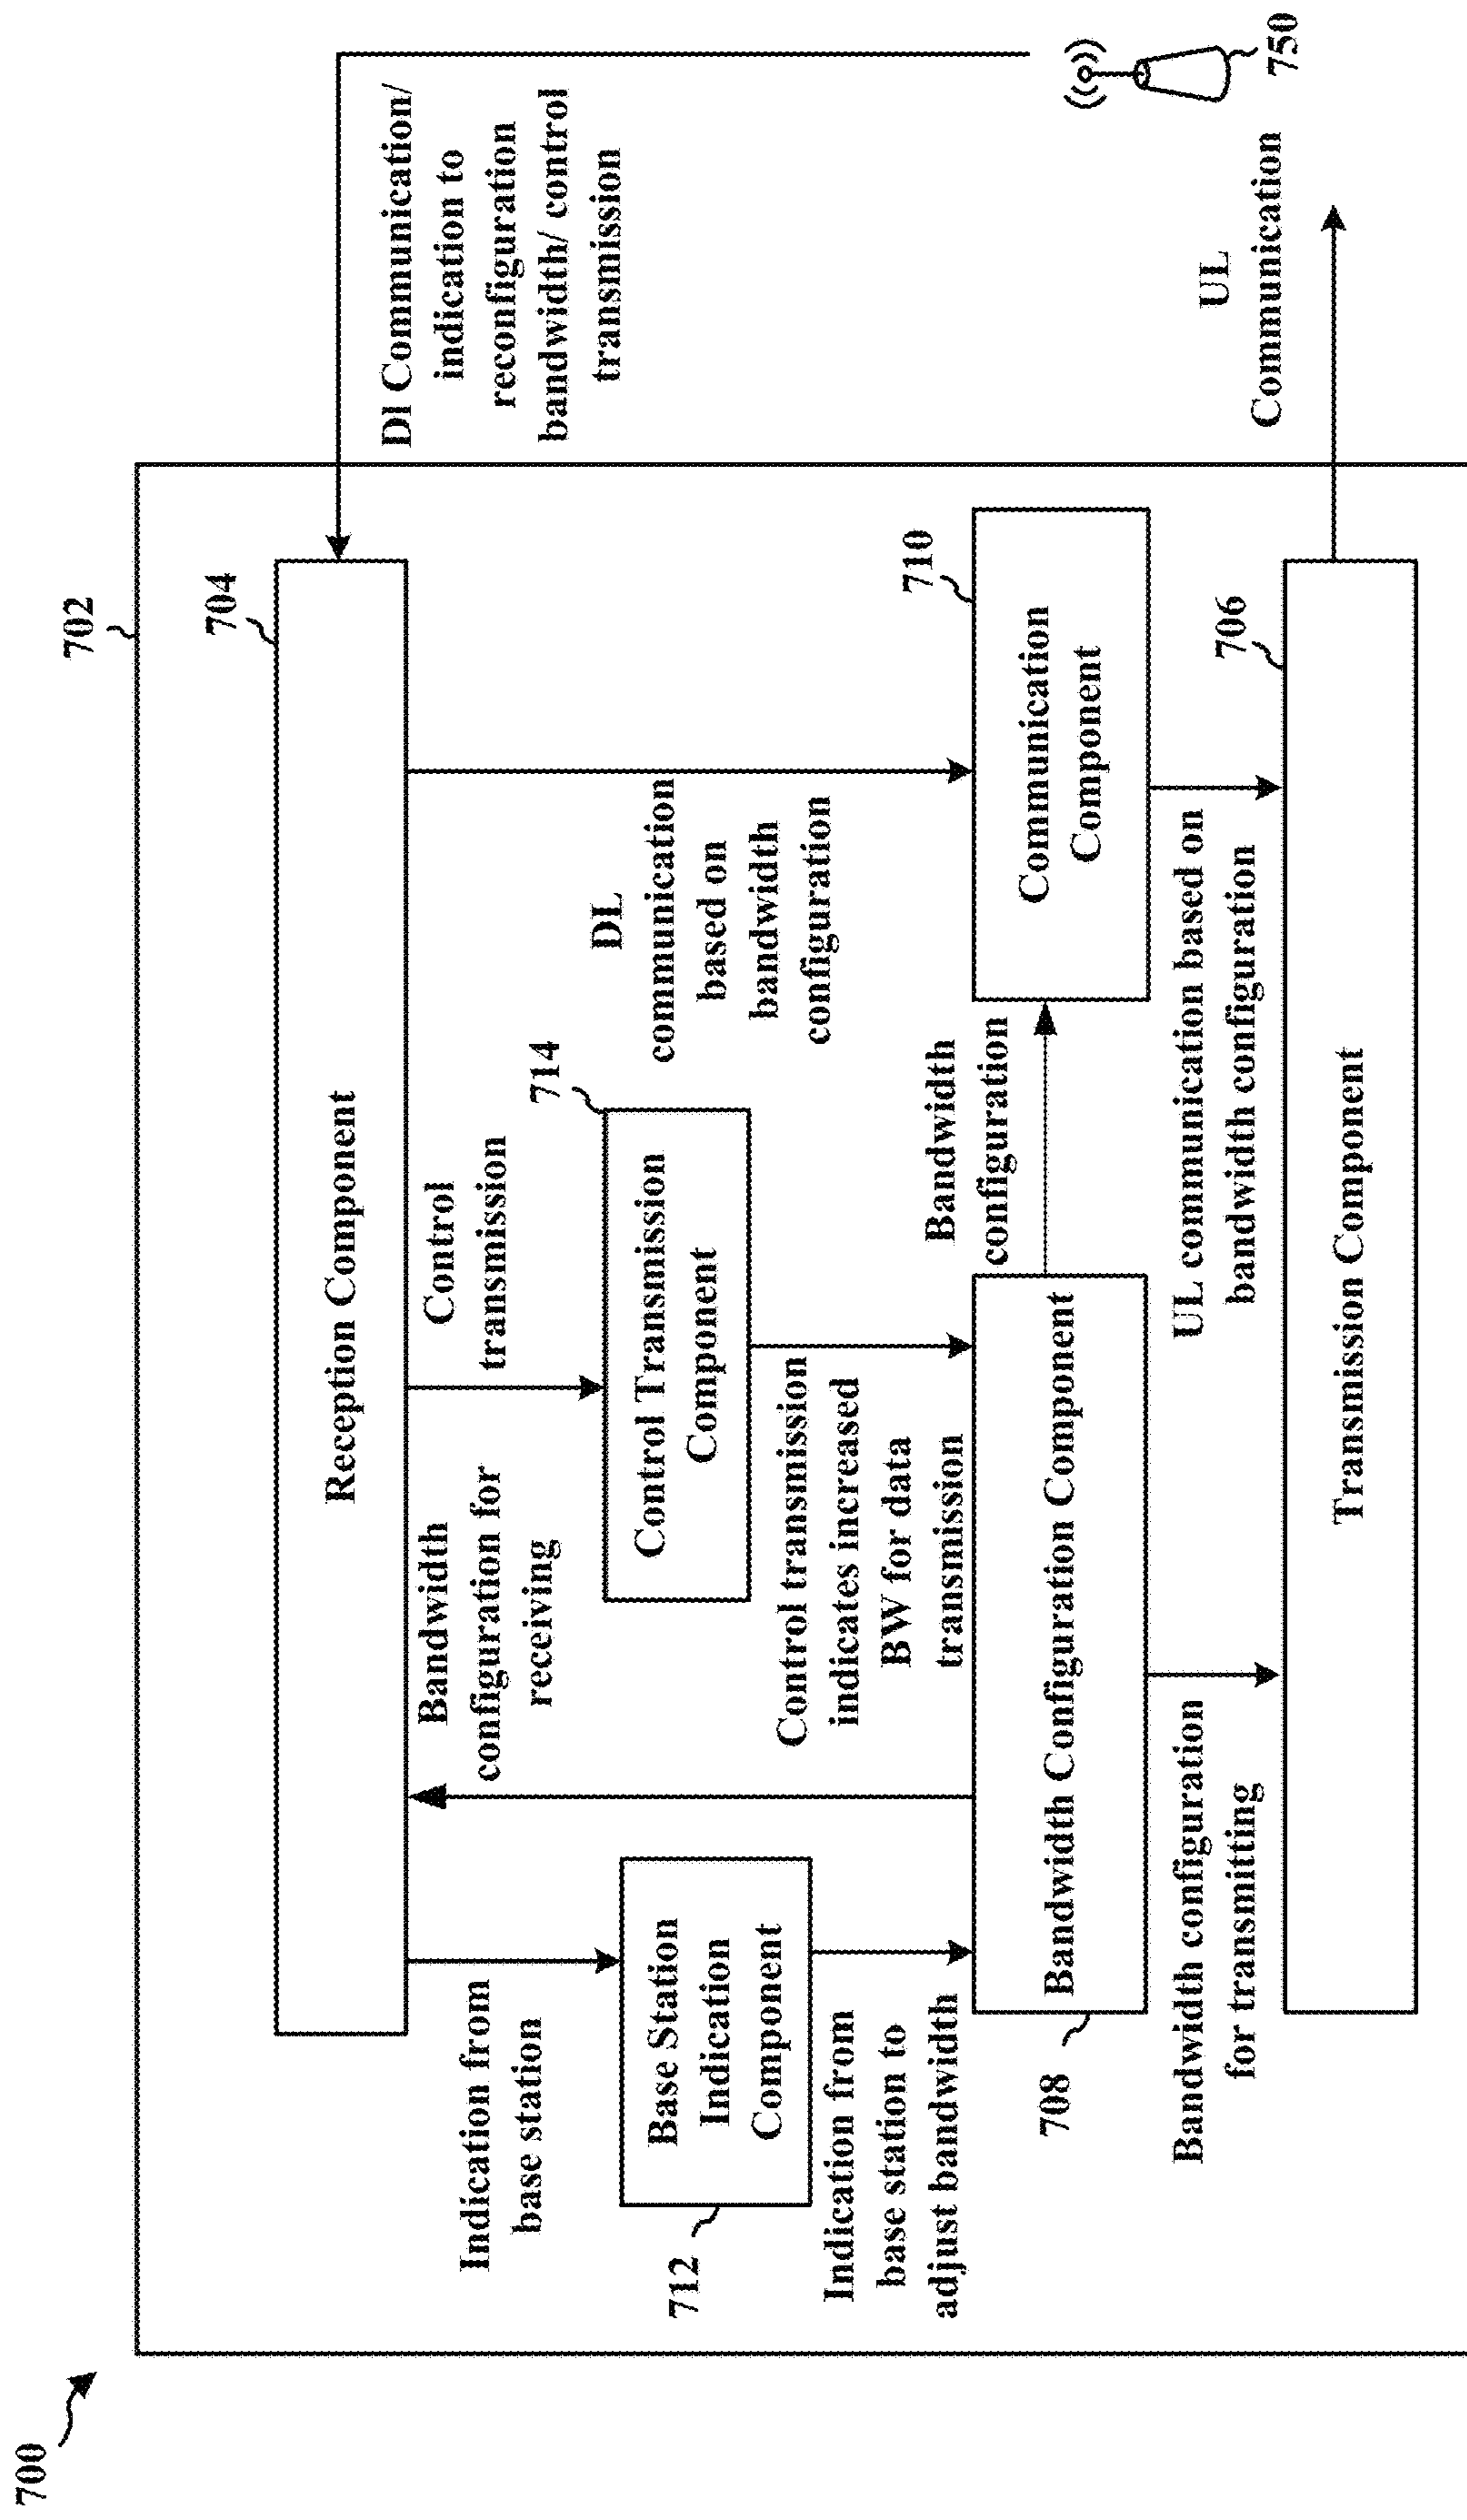 700
702
704
Reception Component
Dl Communication/
indication to
reconfiguration
bandwidth/ control
transmission
750
Indication from
base station
Bandwidth
configuration for
receiving
Control
transmission
714
DL
communication
based on
bandwidth
configuration
712
Base Station
Indication
Component
Control Transmission
Component
Indication from
base station to
adjust bandwidth
Control transmission
indicates increased
BW for data
transmission
Bandwidth
configuration
710
Communication
Component
708
Bandwidth Configuration Component
Bandwidth configuration
for transmitting
UL communication based on
bandwidth configuration
706
UL
Communication
Transmission Component